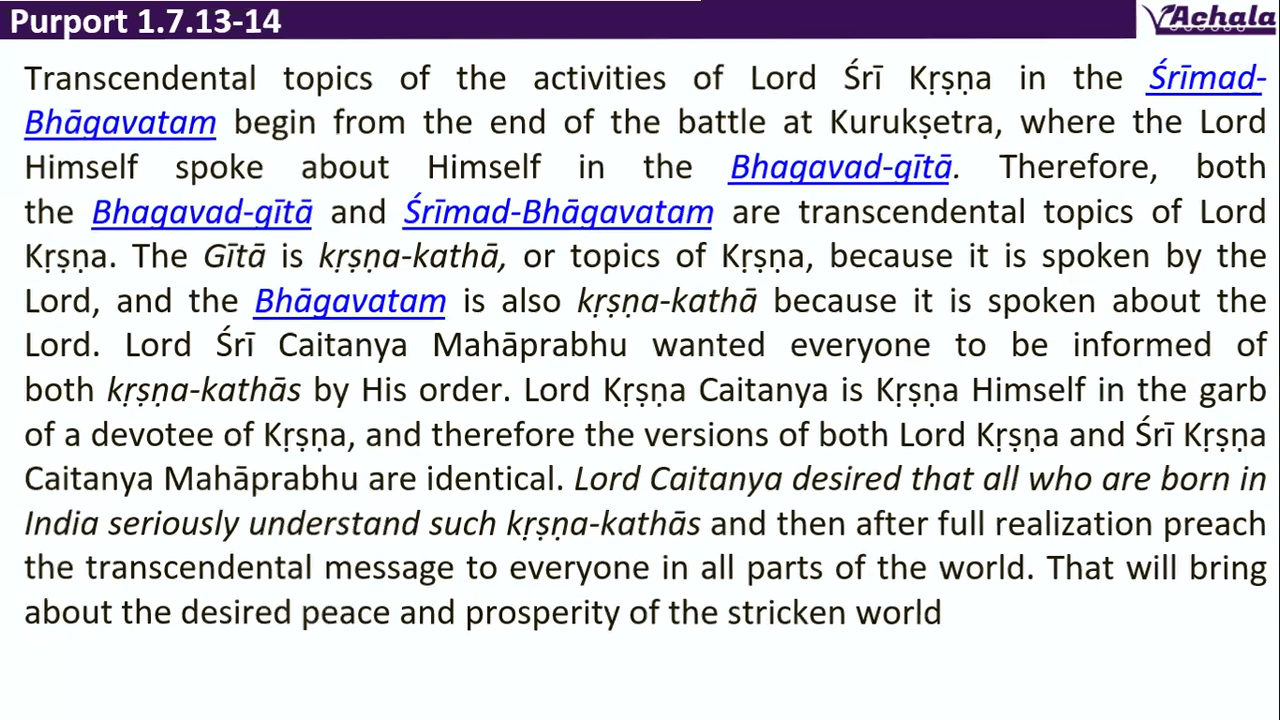 Purport 1.7.13-14
Achala
Transcendental topics of the activities of Lord Śrī Kṛṣṇa in the Śrīmad-
Bhāgavatam begin from the end of the battle at Kurukṣetra, where the Lord
Himself spoke about Himself in the Bhagavad-gītā. Therefore, both
the Bhagavad-gītā and Śrīmad-Bhāgavatam are transcendental topics of Lord
Kṛṣṇa. The Gītā is kṛṣṇa-kathā, or topics of Kṛṣṇa, because it is spoken by the
Lord, and the Bhāgavatam is also kṛṣṇa-kathā because it is spoken about the
Lord. Lord Śrī Caitanya Mahāprabhu wanted everyone to be informed of
both kṛṣṇa-kathās by His order. Lord Kṛṣṇa Caitanya is Kṛṣṇa Himself in the garb
of a devotee of Kṛṣṇa, and therefore the versions of both Lord Kṛṣṇa and Śrī Kṛṣṇa
Caitanya Mahāprabhu are identical. Lord Caitanya desired that all who are born in
India seriously understand such kṛṣṇa-kathās and then after full realization preach
the transcendental message to everyone in all parts of the world. That will bring
about the desired peace and prosperity of the stricken world